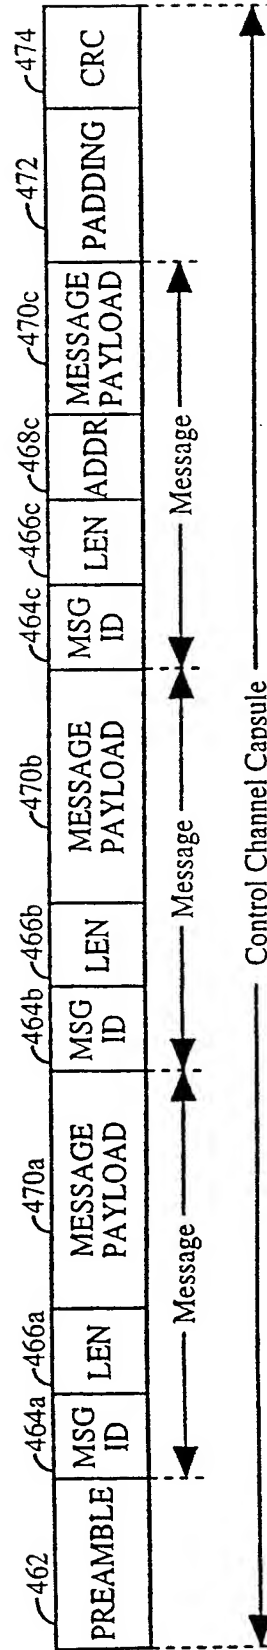 462
464a
466a
470a
464b
466b
470b
464c
466c
468c
470c
472
474
PREAMBLE
MSG
ID
LEN
MESSAGE
PAYLOAD
MSG
ID
LEN
MESSAGE
PAYLOAD
MSG
ID
LEN
ADDR
MESSAGE
PAYLOAD
PADDING
CRC
Message
Message
Message
Control Channel Capsule